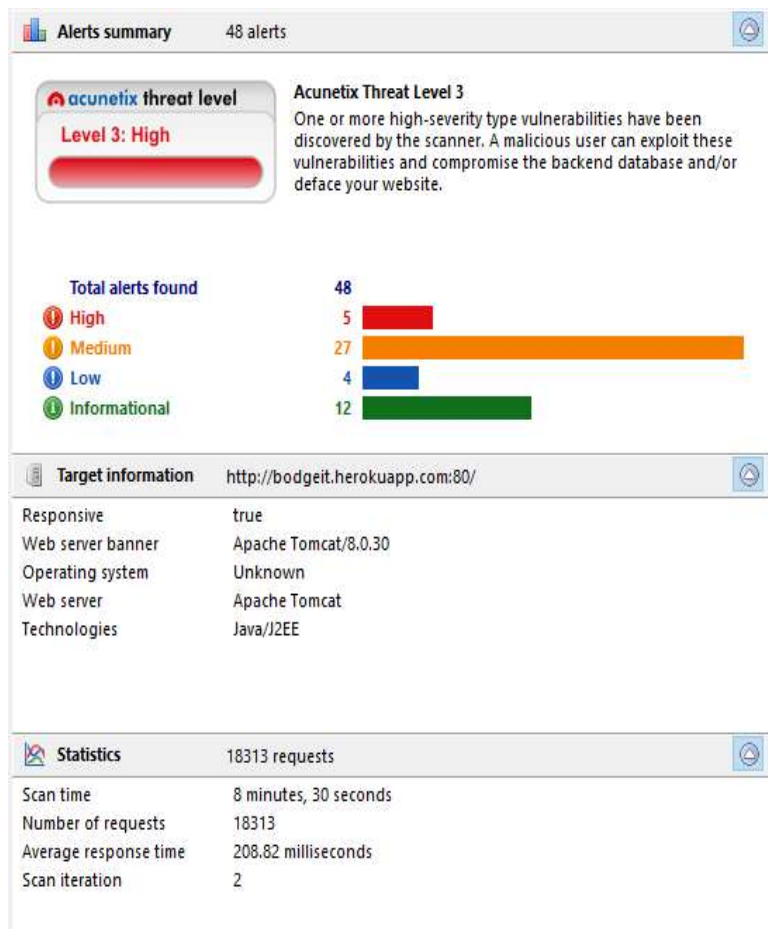 Alerts summary 48 alerts
acunetix threat level
Level 3: High
Acunetix Threat Level 3
One or more high-severity type vulnerabilities have been
discovered by the scanner. A malicious user can exploit these
vulnerabilities and compromise the backend database and/or
deface your website.
Total alerts found 48
High 5
Medium 27
Low 4
Informational 12
Target information http://bodgeit.herokuapp.com:80/
Responsive true
Web server banner Apache Tomcat/8.0.30
Operating system Unknown
Web server Apache Tomcat
Technologies Java/J2EE
Statistics 18313 requests
Scan time 8 minutes, 30 seconds
Number of requests 18313
Average response time 208.82 milliseconds
Scan iteration 2